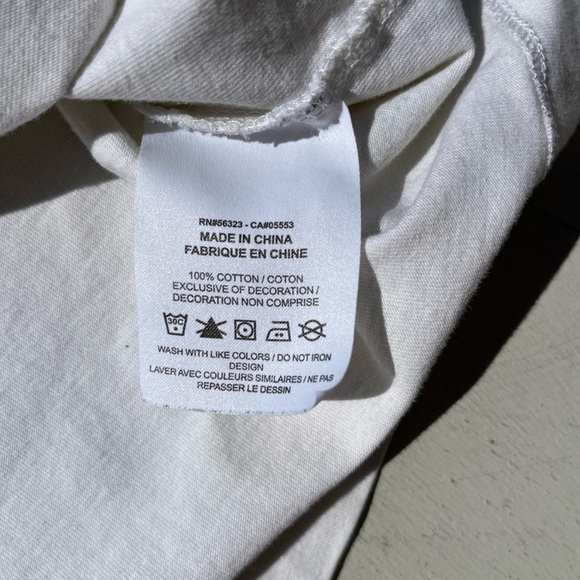 RN#56323 - CA#05553
MADE IN CHINA
FABRIQUE EN CHINE
100% COTTON / COTON
EXCLUSIVE OF DECORATION /
DECORATION NON COMPRISE
30C
WASH WITH LIKE COLORS / DO NOT IRON
DESIGN
LAVER AVEC COULEURS SIMILAIRES / NE PAS
REPASSER LE DESSIN